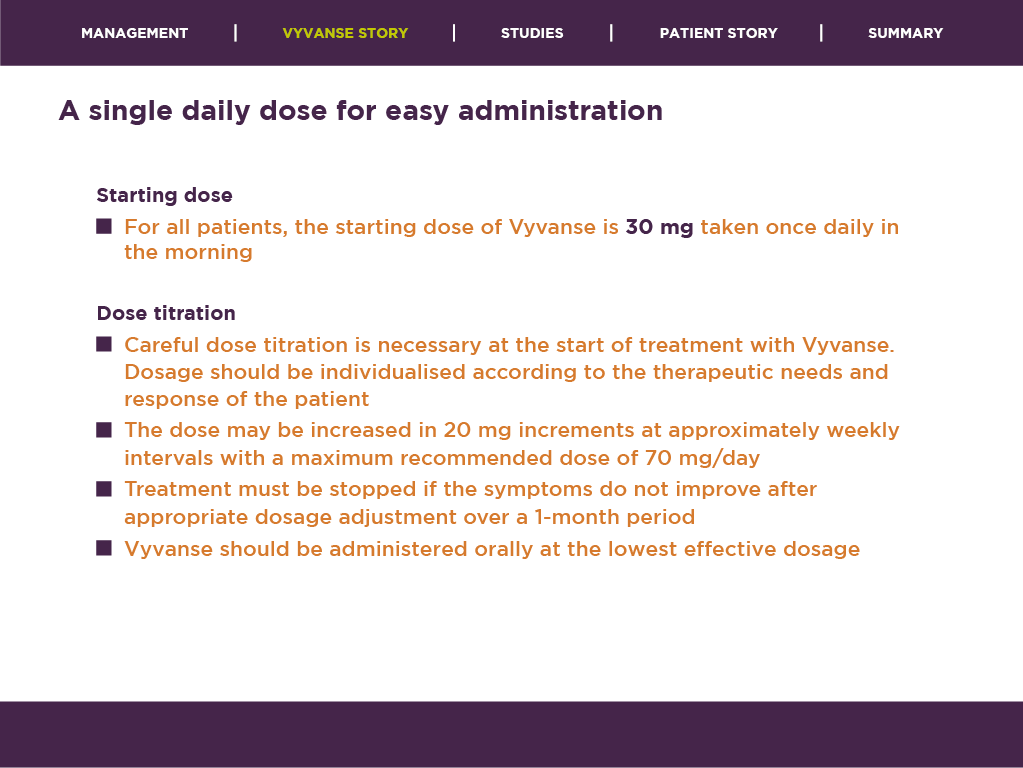 MANAGEMENT | VYVANSE STORY | STUDIES | PATIENT STORY | SUMMARY
A single daily dose for easy administration
Starting dose
For all patients, the starting dose of Vyvanse is 30 mg taken once daily in
the morning
Dose titration
Careful dose titration is necessary at the start of treatment with Vyvanse.
Dosage should be individualised according to the therapeutic needs and
response of the patient
The dose may be increased in 20 mg increments at approximately weekly
intervals with a maximum recommended dose of 70 mg/day
Treatment must be stopped if the symptoms do not improve after
appropriate dosage adjustment over a 1-month period
Vyvanse should be administered orally at the lowest effective dosage